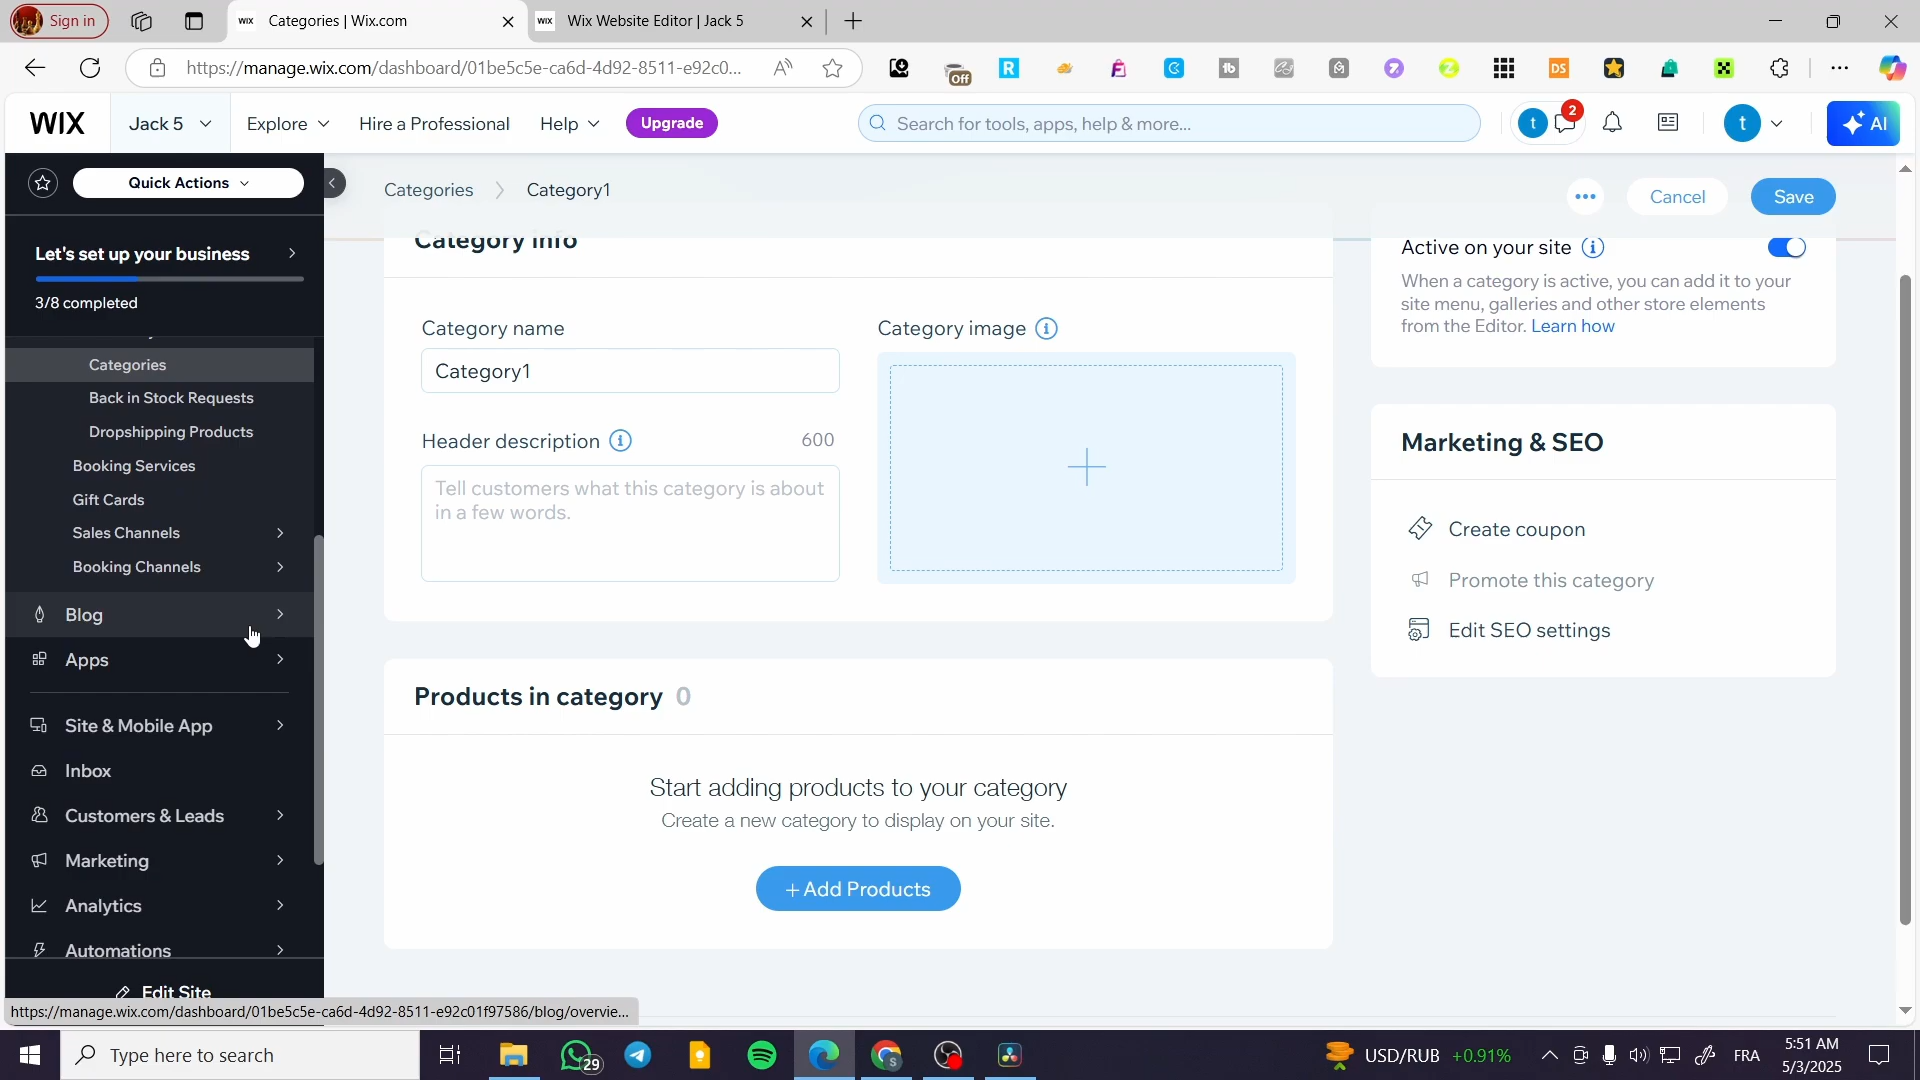 Sign in
WIX
Categories | Wix.com
WIX
Wix Website Editor | Jack 5
https://manage.wix.com/dashboard/01be5c5e-ca6d-4d92-8511-e92c0...
Off
WIX
Jack 5
Explore
Hire a Professional
Help
Upgrade
Search for tools, apps, help & more...
t
2
t
AI
Quick Actions
Categories
Category1
Cancel
Save
Let's set up your business
3/8 completed
Categories
Back in Stock Requests
Dropshipping Products
Booking Services
Gift Cards
Sales Channels
Booking Channels
Blog
Apps
Site & Mobile App
Inbox
Customers & Leads
Marketing
Analytics
Automations
Edit Site
Category info
Category name
Category1
Header description
600
Tell customers what this category is about
in a few words.
Category image
Products in category 0
Start adding products to your category
Create a new category to display on your site.
+ Add Products
Active on your site
When a category is active, you can add it to your
site menu, galleries and other store elements
from the Editor. Learn how
Marketing & SEO
Create coupon
Promote this category
Edit SEO settings
https://manage.wix.com/dashboard/01be5c5e-ca6d-4d92-8511-e92c01f97586/blog/overvie...
Type here to search
29
USD/RUB +0.91%
FRA
5:51 AM
5/3/2025